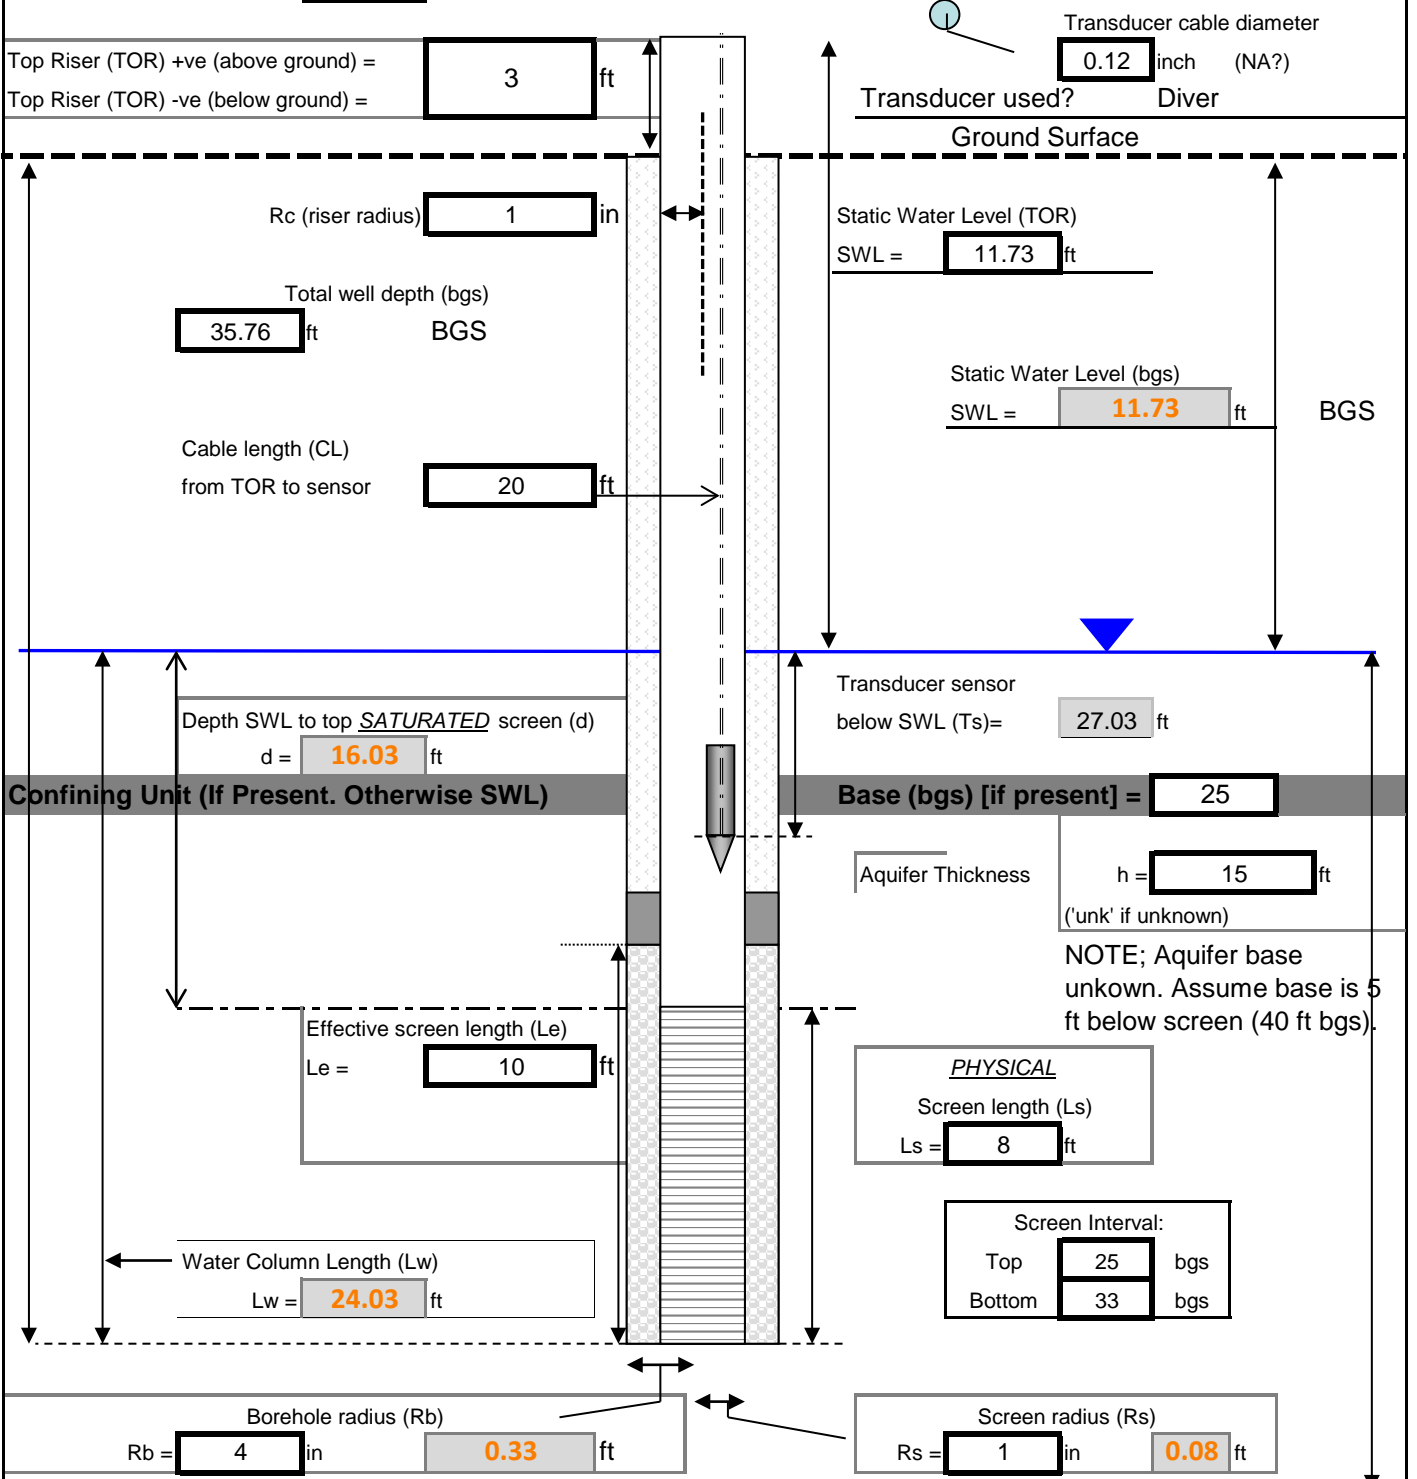 Transducer cable diameter
Top Riser (TOR) +ve (above ground) =
3 ft
0.12 inch (NA?)
Top Riser (TOR) -ve (below ground) =
Transducer used? Diver
Ground Surface
Rc (riser radius) 1 in
Static Water Level (TOR)
SWL = 11.73 ft
Total well depth (bgs)
35.76 ft BGS
Static Water Level (bgs)
SWL = 11.73 ft BGS
Cable length (CL)
from TOR to sensor 20 ft
Transducer sensor
below SWL (Ts)= 27.03 ft
Depth SWL to top SATURATED screen (d)
d = 16.03 ft
Confining Unit (If Present. Otherwise SWL)
Base (bgs) [if present] = 25
Aquifer Thickness h = 15 ft
('unk' if unknown)
NOTE; Aquifer base
unkown. Assume base is 5
ft below screen (40 ft bgs).
Effective screen length (Le)
Le = 10 ft
PHYSICAL
Screen length (Ls)
Ls = 8 ft
Screen Interval:
Top 25 bgs
Bottom 33 bgs
Water Column Length (Lw)
Lw = 24.03 ft
Borehole radius (Rb)
Rb = 4 in 0.33 ft
Screen radius (Rs)
Rs = 1 in 0.08 ft